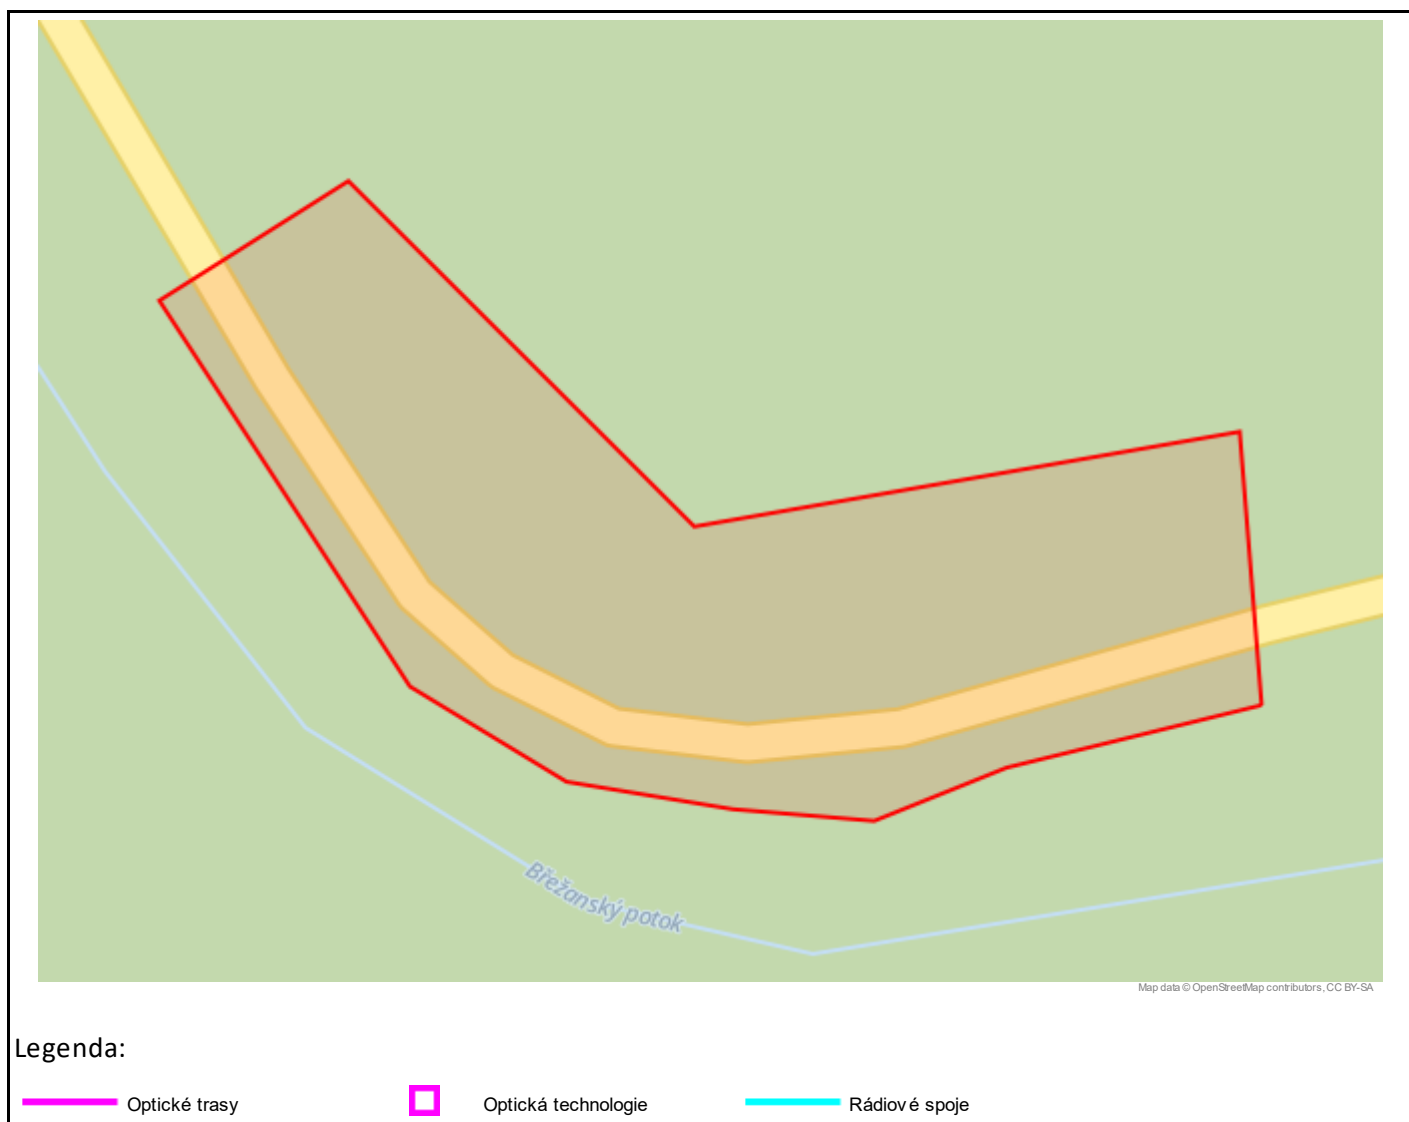 Břežanský potok
Map data © OpenStreetMap contributors, CC BY-SA
Legenda:
Optické trasy
Optická technologie
Rádiové spoje